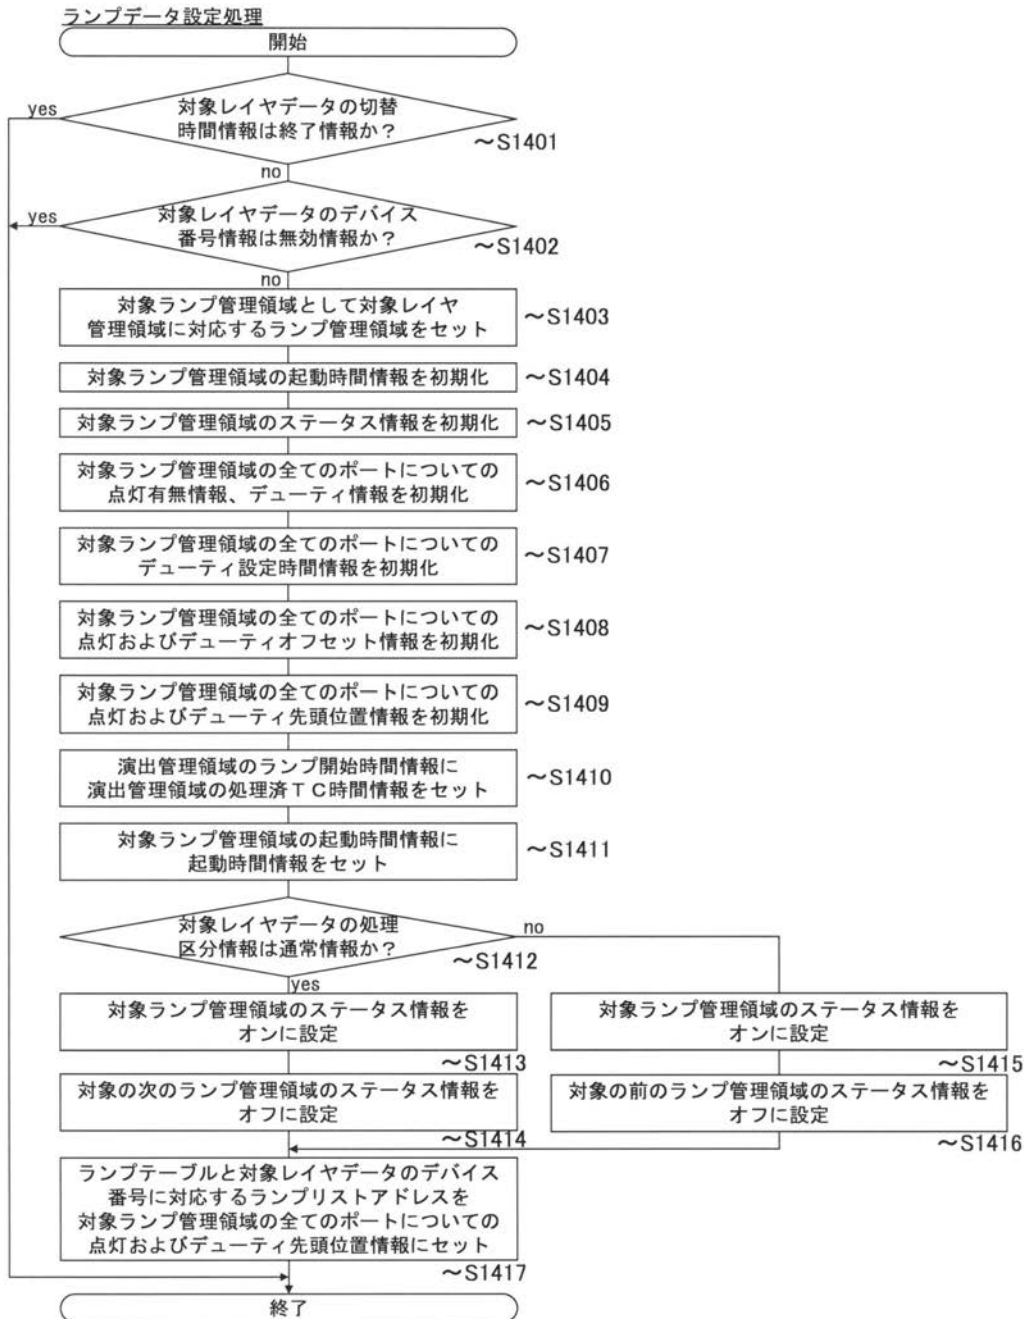 ランプデータ設定処理
開始
対象レイヤデータの切替
時間情報は終了情報か？
yes
～S1401
no
対象レイヤデータのデバイス
番号情報は無効情報か？
yes
～S1402
no
対象ランプ管理領域として対象レイヤ
管理領域に対応するランプ管理領域をセット
～S1403
対象ランプ管理領域の起動時間情報を初期化
～S1404
対象ランプ管理領域のステータス情報を初期化
～S1405
対象ランプ管理領域の全てのポートについての
点灯有無情報、デューティ情報を初期化
～S1406
対象ランプ管理領域の全てのポートについての
デューティ設定時間情報を初期化
～S1407
対象ランプ管理領域の全てのポートについての
点灯およびデューティオフセット情報を初期化
～S1408
対象ランプ管理領域の全てのポートについての
点灯およびデューティ先頭位置情報を初期化
～S1409
演出管理領域のランプ開始時間情報に
演出管理領域の処理済ＴＣ時間情報をセット
～S1410
対象ランプ管理領域の起動時間情報に
起動時間情報をセット
～S1411
対象レイヤデータの処理
区分情報は通常情報か？
no
～S1412
yes
対象ランプ管理領域のステータス情報を
オンに設定
～S1413
対象の次のランプ管理領域のステータス情報を
オフに設定
～S1414
対象ランプ管理領域のステータス情報を
オンに設定
～S1415
対象の前のランプ管理領域のステータス情報を
オフに設定
～S1416
ランプテーブルと対象レイヤデータのデバイス
番号に対応するランプリストアドレスを
対象ランプ管理領域の全てのポートについての
点灯およびデューティ先頭位置情報にセット
～S1417
終了